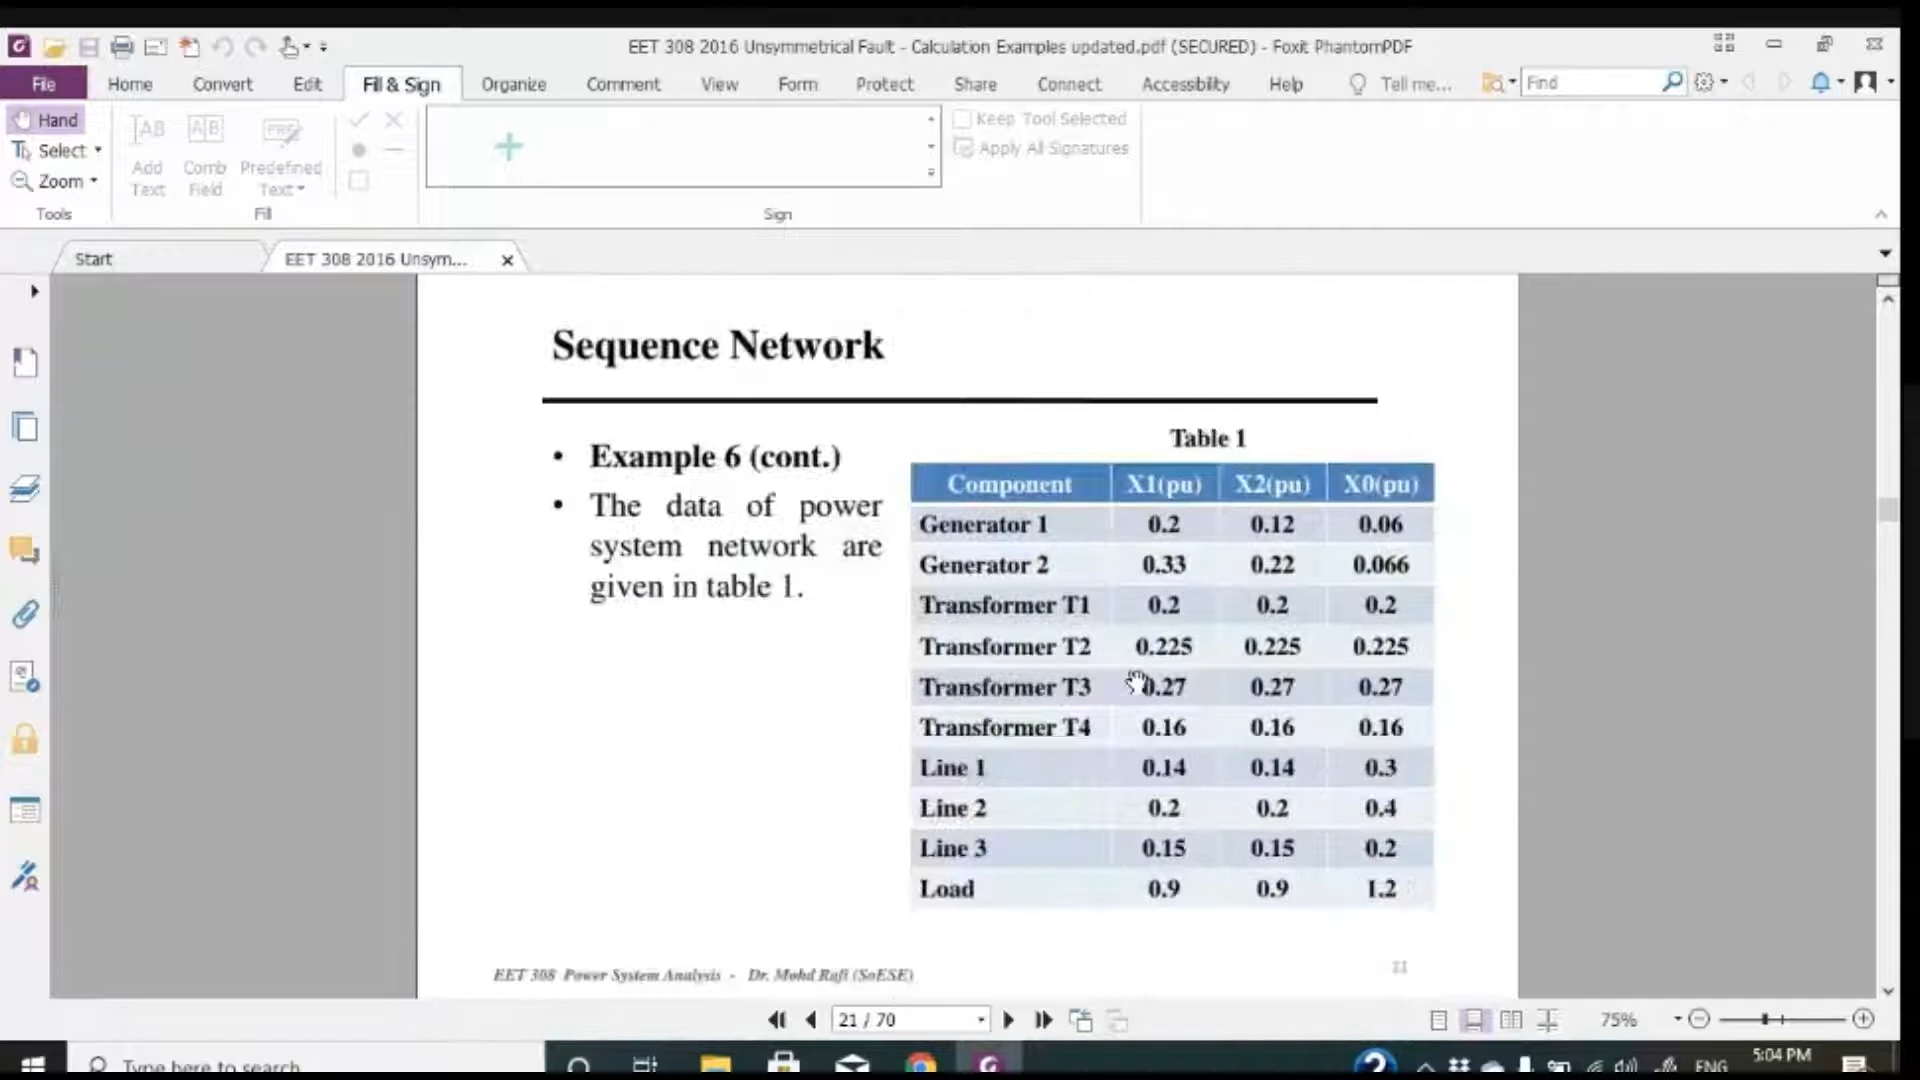 EET 308 2016 Unsymmetrical Fault - Calculation Examples updated.pdf (SECURED) - Foxit PhantomPDF
File Home Convert Edit Fill & Sign Organize Comment View Form Protect Share Connect Accessibility Help Tell me... Find
Hand
Select
Zoom
Tools
Add Text
Comb Field
Predefined Text
Fill
Sign
Keep Tool Selected
Apply All Signatures
Start
EET 308 2016 Unsym...
Sequence Network
• Example 6 (cont.)
• The data of power
system network are
given in table 1.
Table 1
Component X1(pu) X2(pu) X0(pu)
Generator 1 0.2 0.12 0.06
Generator 2 0.33 0.22 0.066
Transformer T1 0.2 0.2 0.2
Transformer T2 0.225 0.225 0.225
Transformer T3 0.27 0.27 0.27
Transformer T4 0.16 0.16 0.16
Line 1 0.14 0.14 0.3
Line 2 0.2 0.2 0.4
Line 3 0.15 0.15 0.2
Load 0.9 0.9 1.2
EET 308 Power System Analysis - Dr. Mohd Rafi (SoESE)
21 / 70
75%
Type here to search
ENG
5:04 PM